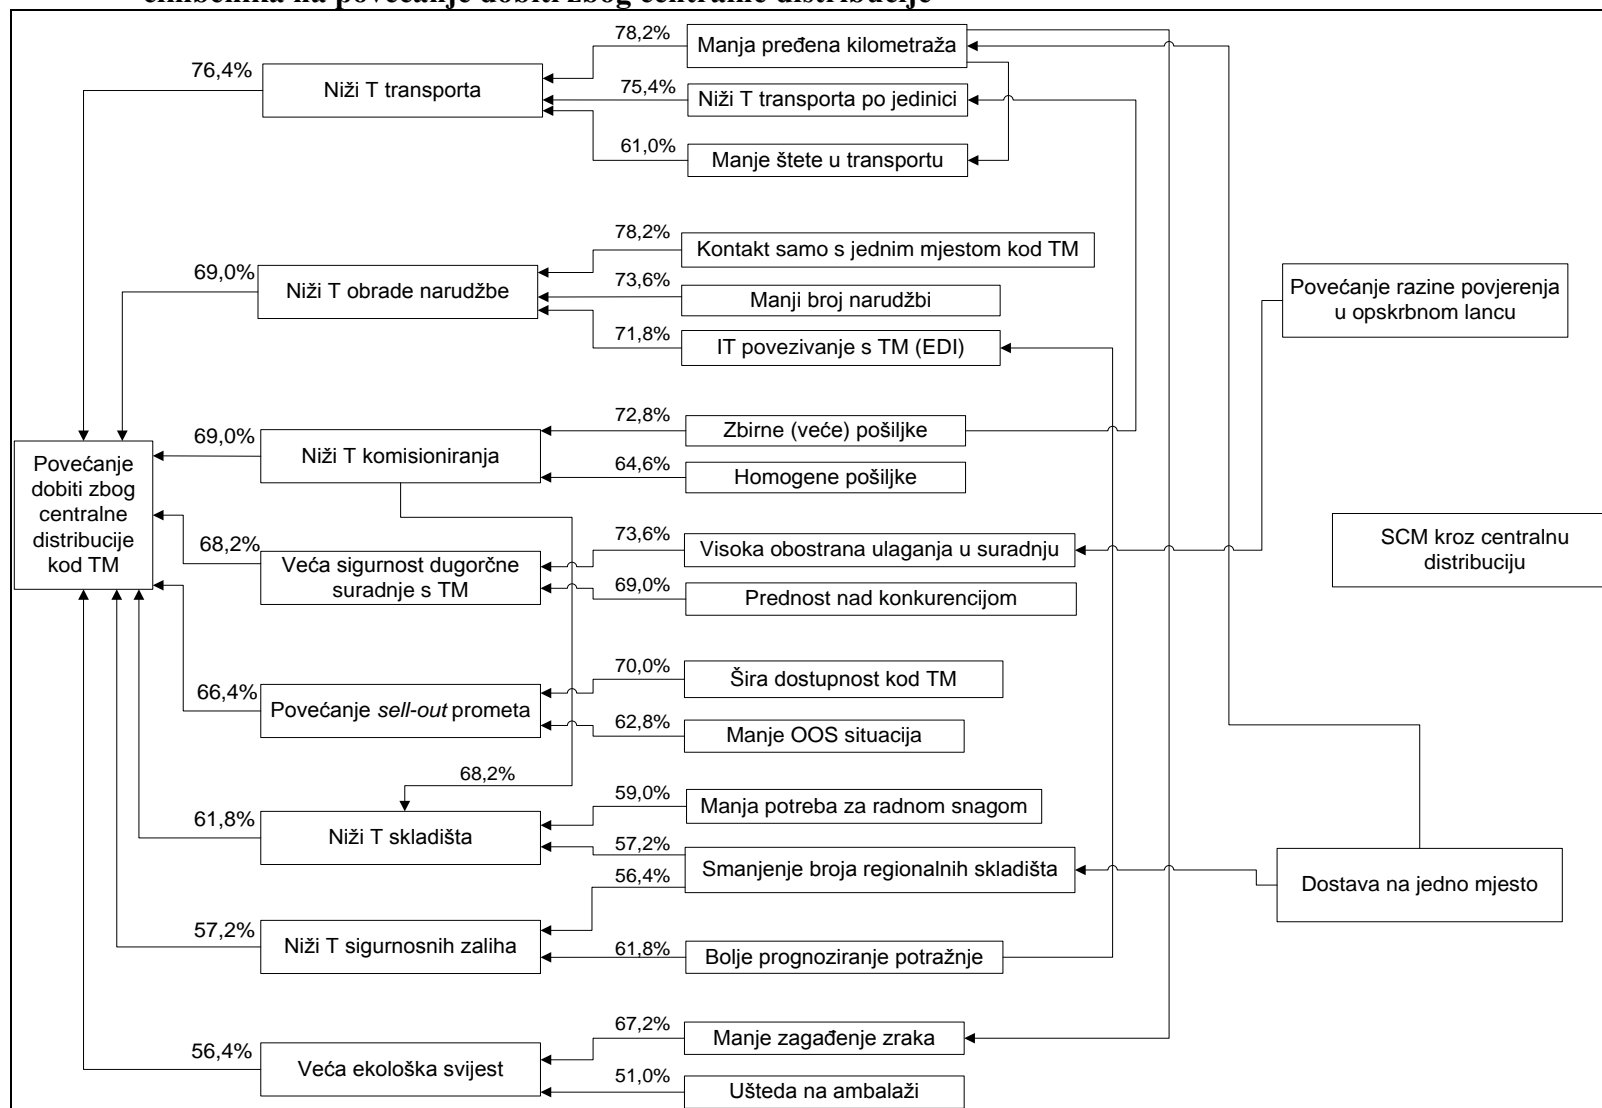 čimbenika na povećanje dobiti zbog centralne distribucije
78,2%
Manja pređena kilometraža
76,4%
Niži T transporta
75,4%
Niži T transporta po jedinici
61,0%
Manje štete u transportu
78,2%
Kontakt samo s jednim mjestom kod TM
69,0%
Niži T obrade narudžbe
73,6%
Manji broj narudžbi
71,8%
IT povezivanje s TM (EDI)
Povećanje razine povjerenja
u opskrbnom lancu
72,8%
Zbirne (veće) pošiljke
69,0%
Niži T komisioniranja
64,6%
Homogene pošiljke
Povećanje
dobiti zbog
centralne
distribucije
kod TM
68,2%
Veća sigurnost dugorčne
suradnje s TM
73,6%
Visoka obostrana ulaganja u suradnju
69,0%
Prednost nad konkurencijom
SCM kroz centralnu
distribuciju
66,4%
Povećanje sell-out prometa
70,0%
Šira dostupnost kod TM
62,8%
Manje OOS situacija
68,2%
61,8%
Niži T skladišta
59,0%
Manja potreba za radnom snagom
57,2%
Smanjenje broja regionalnih skladišta
56,4%
Dostava na jedno mjesto
57,2%
Niži T sigurnosnih zaliha
61,8%
Bolje prognoziranje potražnje
56,4%
Veća ekološka svijest
67,2%
Manje zagađenje zraka
51,0%
Ušteda na ambalaži